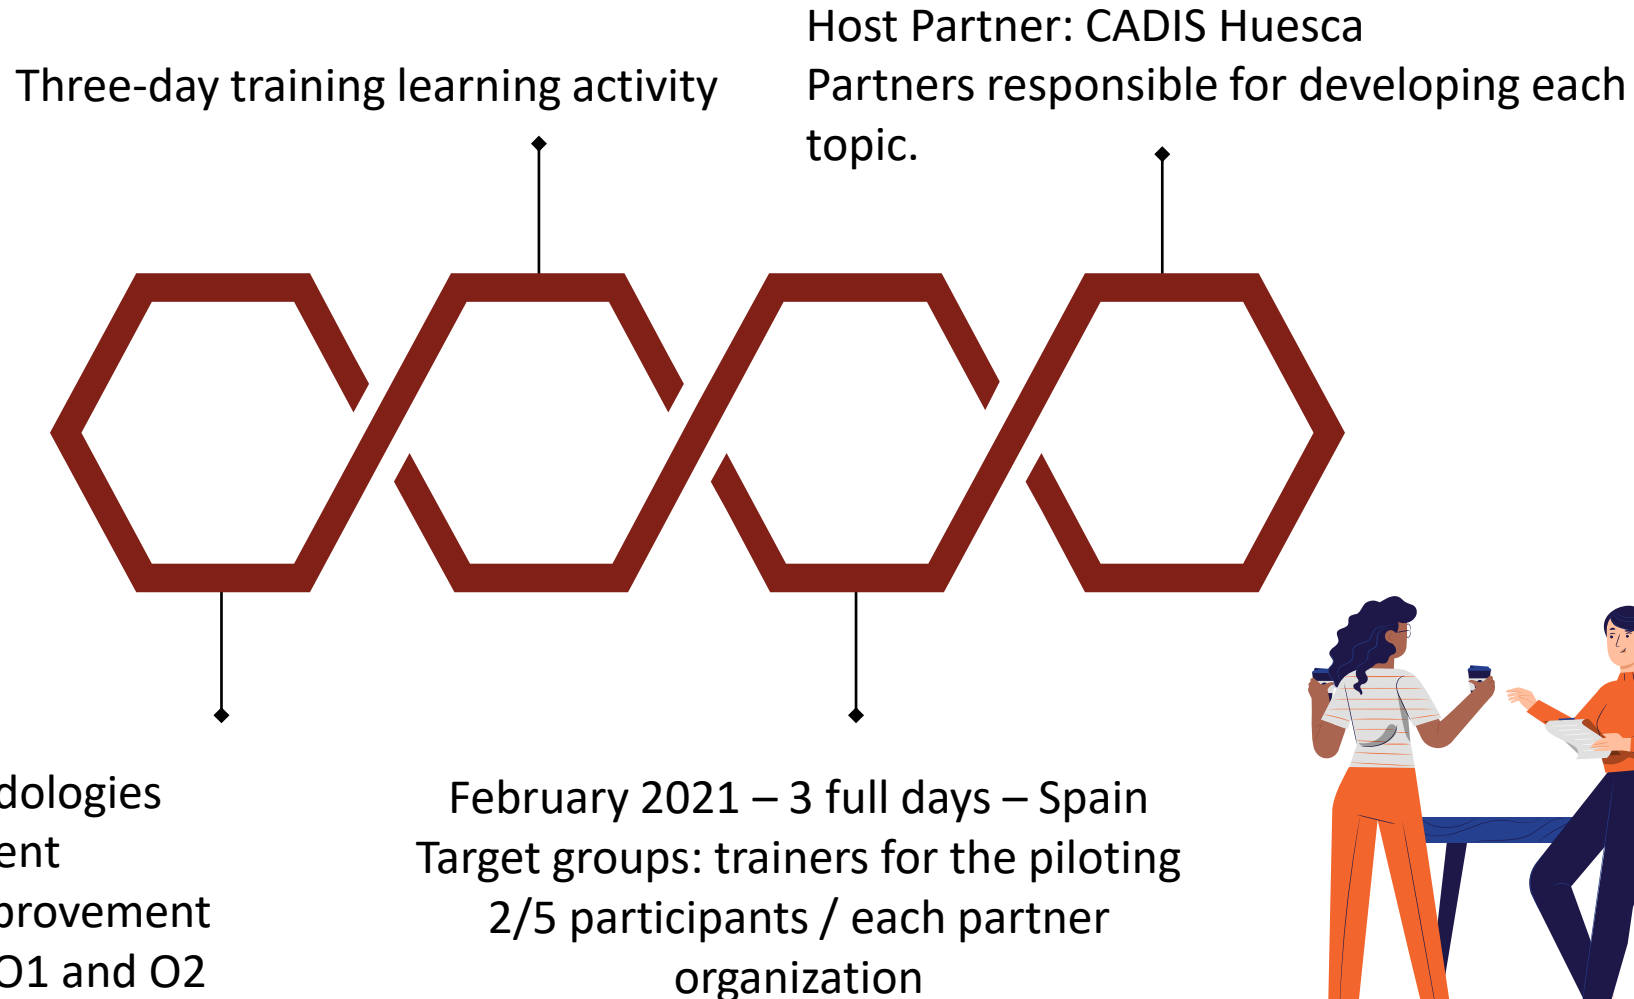 Host Partner: CADIS Huesca
Three-day training learning activity
Partners responsible for developing each
topic.
dologies
ent
provement
O1 and O2
February 2021 – 3 full days – Spain
Target groups: trainers for the piloting
2/5 participants / each partner
organization